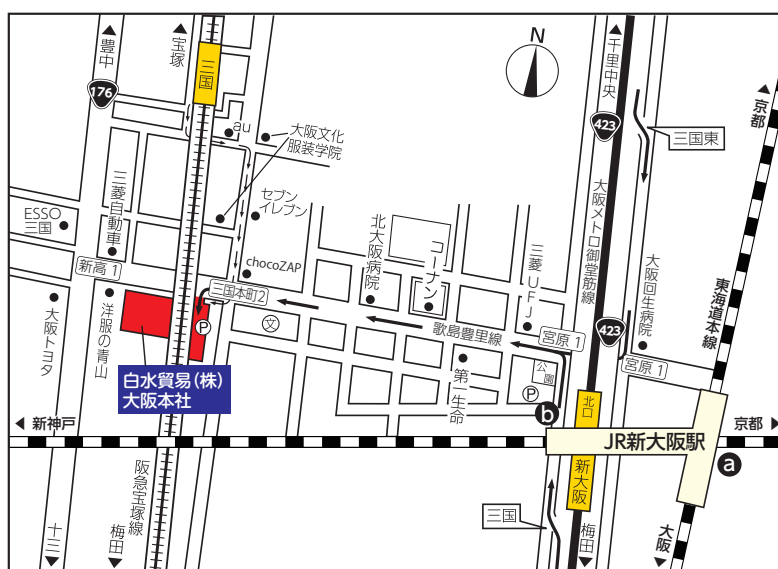 豊中
宝塚
三国
N
千里中央
京都
176
au
大阪文化
服装学院
423
三国東
三菱自動車
セブン
イレブン
ESSO
三国
北大阪病院
コーナン
三菱UFJ
大阪メトロ御堂筋線
大阪回生病院
東海道本線
新高1
chocoZAP
三国本町2
P
文
歌島豊里線
宮原1
423
宮原1
大阪トヨタ
洋服の青山
第一生命
公園
P
白水貿易(株)
大阪本社
北口
b
新神戸
JR新大阪駅
京都
a
新大阪
阪急宝塚線
三国
十三
梅田
梅田
大阪